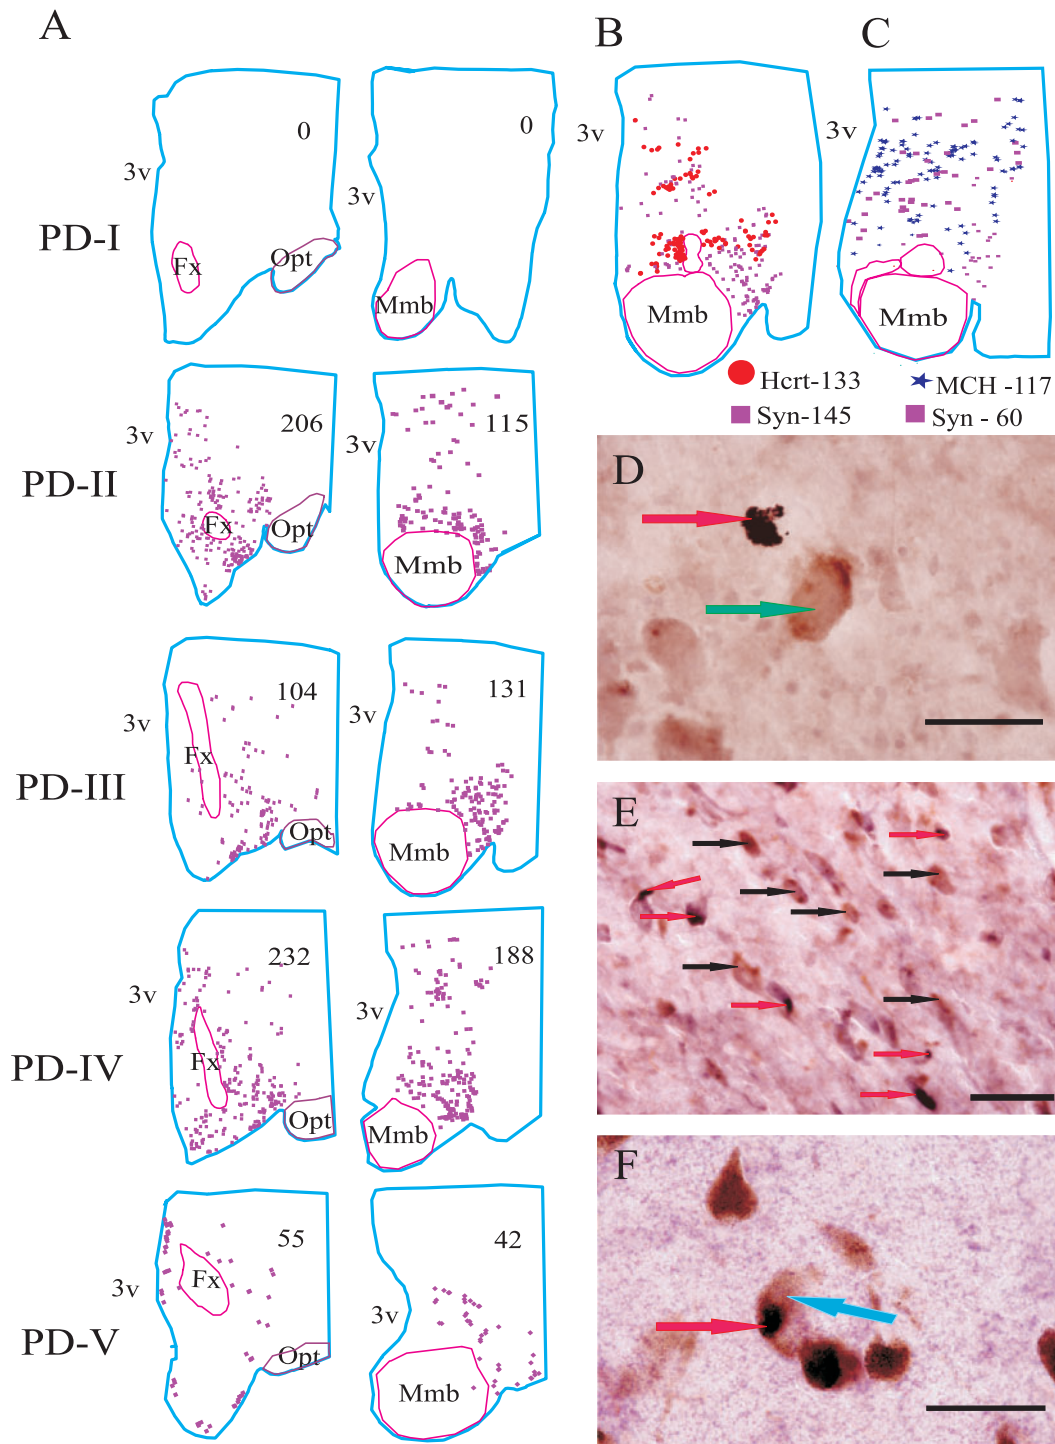 A
0
0
3v
3v
PD-I
Fx
Opt
Mmb
206
115
3v
3v
PD-II
Fx
Opt
Mmb
104
131
3v
3v
PD-III
Fx
Opt
Mmb
232
188
3v
3v
PD-IV
Fx
Opt
Mmb
55
42
3v
3v
PD-V
Fx
Opt
Mmb
B
3v
Mmb
Hcrt-133
Syn-145
C
3v
Mmb
MCH -117
Syn - 60
D
E
F